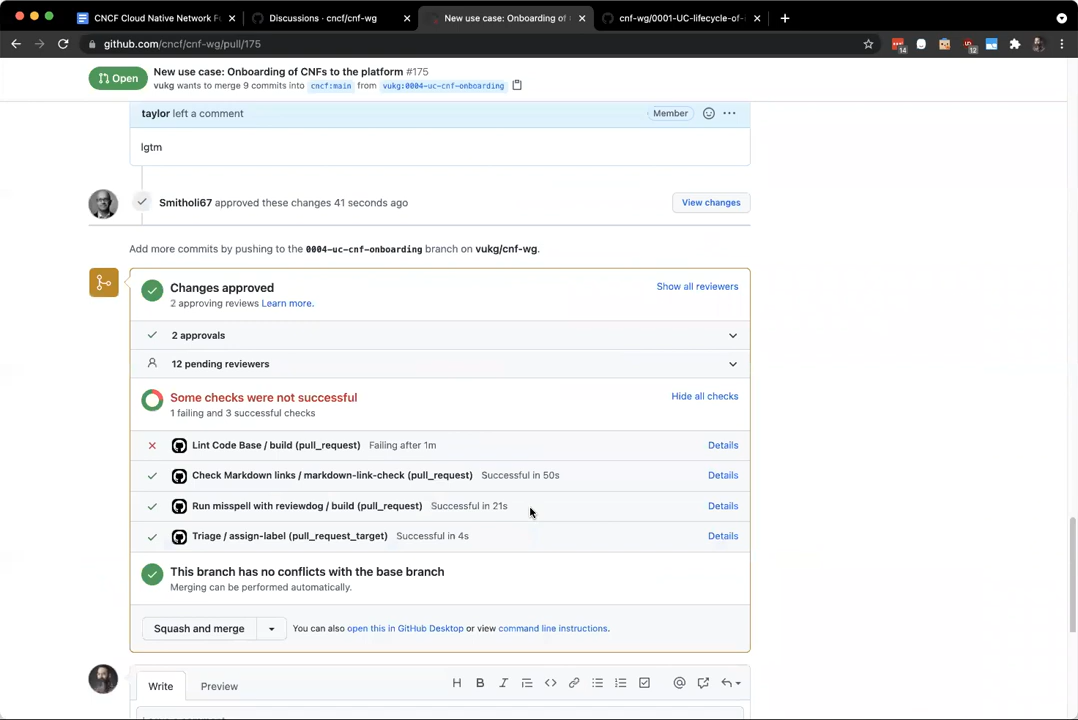 CNCF Cloud Native Network F
Discussions · cncf/cnf-wg
New use case: Onboarding of
cnf-wg/0001-UC-lifecycle-of-
github.com/cncf/cnf-wg/pull/175
14
12
Open
New use case: Onboarding of CNFs to the platform #175
vukg wants to merge 9 commits into cncf:main from vukg:0004-uc-cnf-onboarding
taylor left a comment
Member
lgtm
Smitholi67 approved these changes 41 seconds ago
View changes
Add more commits by pushing to the 0004-uc-cnf-onboarding branch on vukg/cnf-wg.
Changes approved
Show all reviewers
2 approving reviews Learn more.
2 approvals
12 pending reviewers
Some checks were not successful
Hide all checks
1 failing and 3 successful checks
Lint Code Base / build (pull_request) Failing after 1m
Details
Check Markdown links / markdown-link-check (pull_request) Successful in 50s
Details
Run misspell with reviewdog / build (pull_request) Successful in 21s
Details
Triage / assign-label (pull_request_target) Successful in 4s
Details
This branch has no conflicts with the base branch
Merging can be performed automatically.
Squash and merge
You can also open this in GitHub Desktop or view command line instructions.
Write
Preview